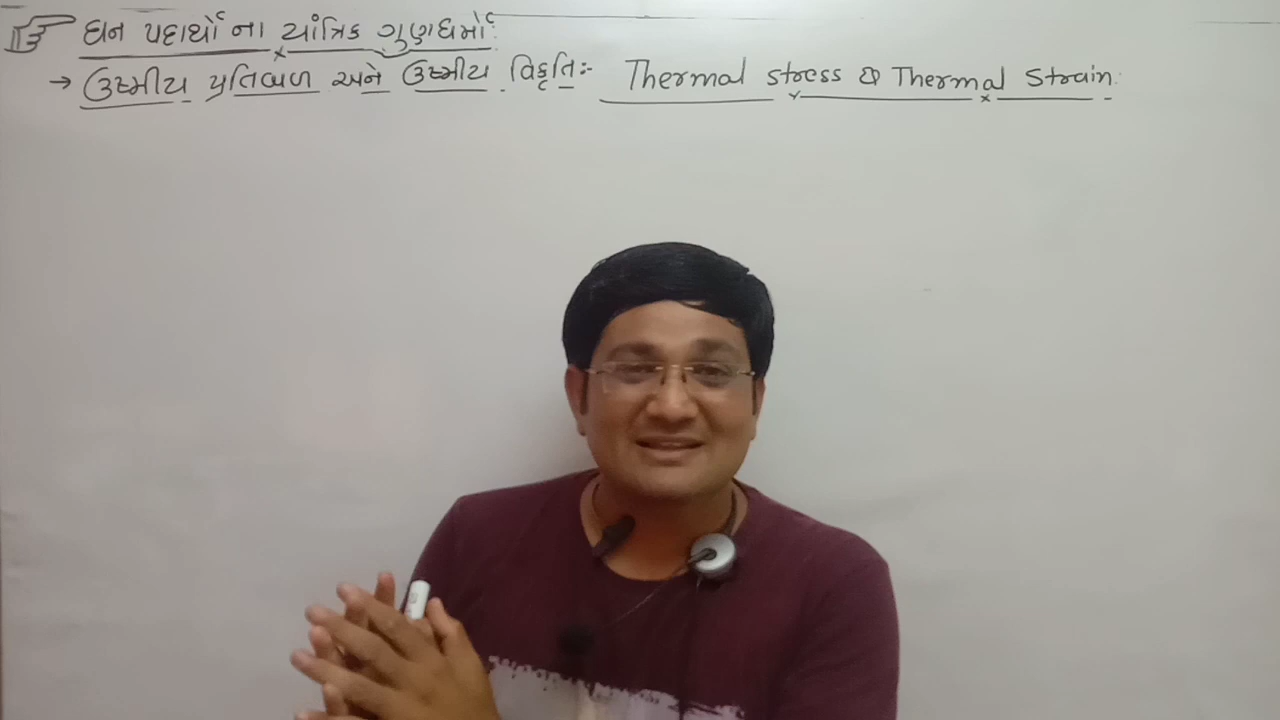 ઘન પદાર્થોના યાંત્રિક ગુણધર્મો:
→ ઉષ્મીય પ્રતિબળ અને ઉષ્મીય વિકૃતિ:- Thermal stress & Thermal Strain: